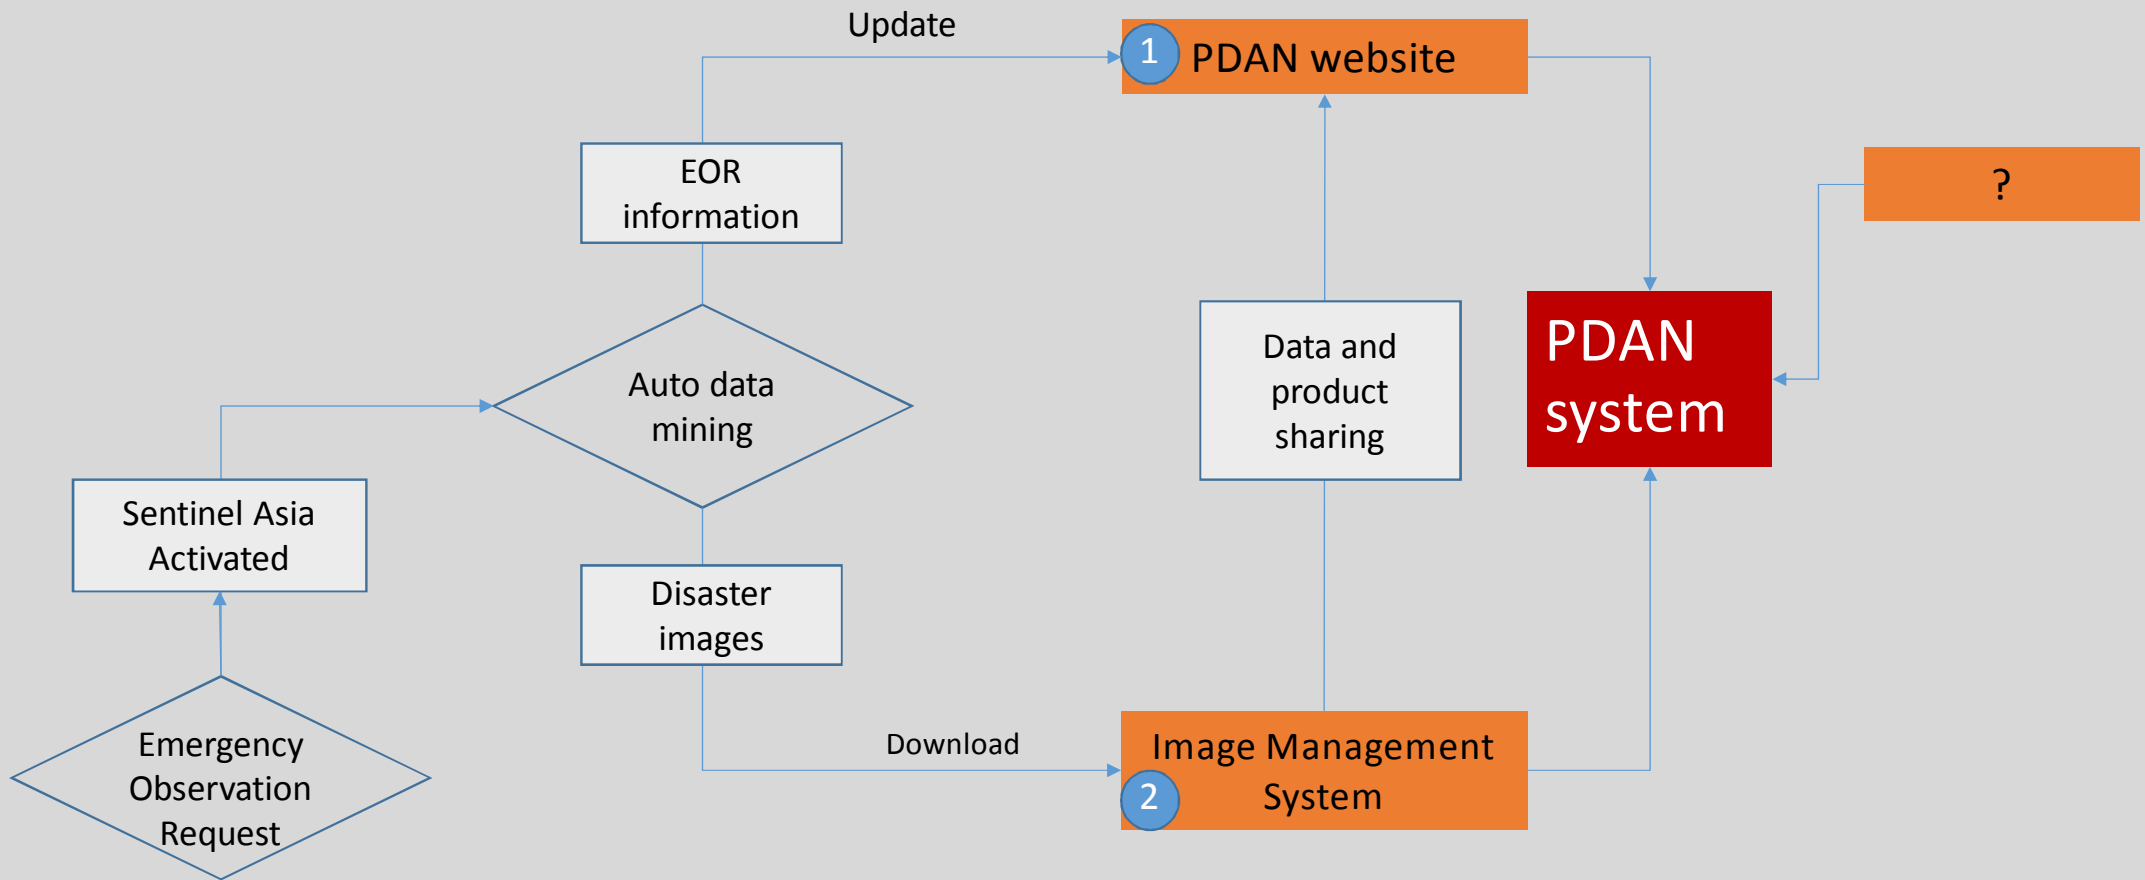 Update
1
PDAN website
EOR
information
?
Auto data
mining
Data and
product
sharing
PDAN
system
Sentinel Asia
Activated
Disaster
images
Emergency
Observation
Request
Download
Image Management
System
2